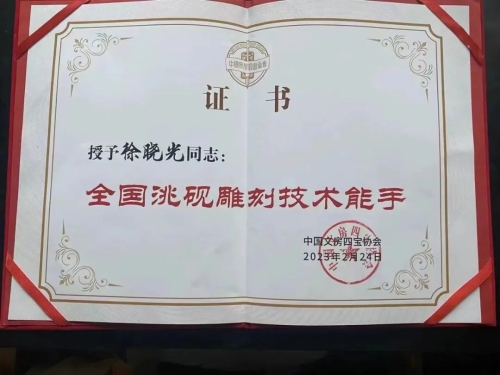 证书
授予徐晓光同志：
全国洮砚雕刻技术能手
中国文房四宝协会
2023年2月24日